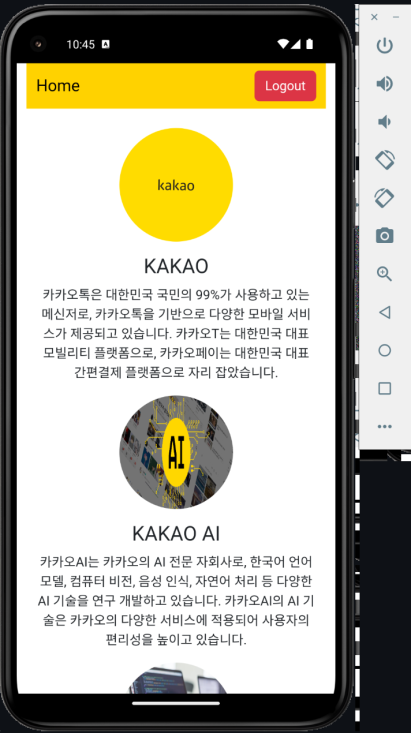 10:45
Home
Logout
kakao
KAKAO
카카오톡은 대한민국 국민의 99%가 사용하고 있는
메신저로, 카카오톡을 기반으로 다양한 모바일 서비
스가 제공되고 있습니다. 카카오T는 대한민국 대표
모빌리티 플랫폼으로, 카카오페이는 대한민국 대표
간편결제 플랫폼으로 자리 잡았습니다.
AI
KAKAO AI
카카오AI는 카카오의 AI 전문 자회사로, 한국어 언어
모델, 컴퓨터 비전, 음성 인식, 자연어 처리 등 다양한
AI 기술을 연구 개발하고 있습니다. 카카오AI의 AI 기
술은 카카오의 다양한 서비스에 적용되어 사용자의
편리성을 높이고 있습니다.